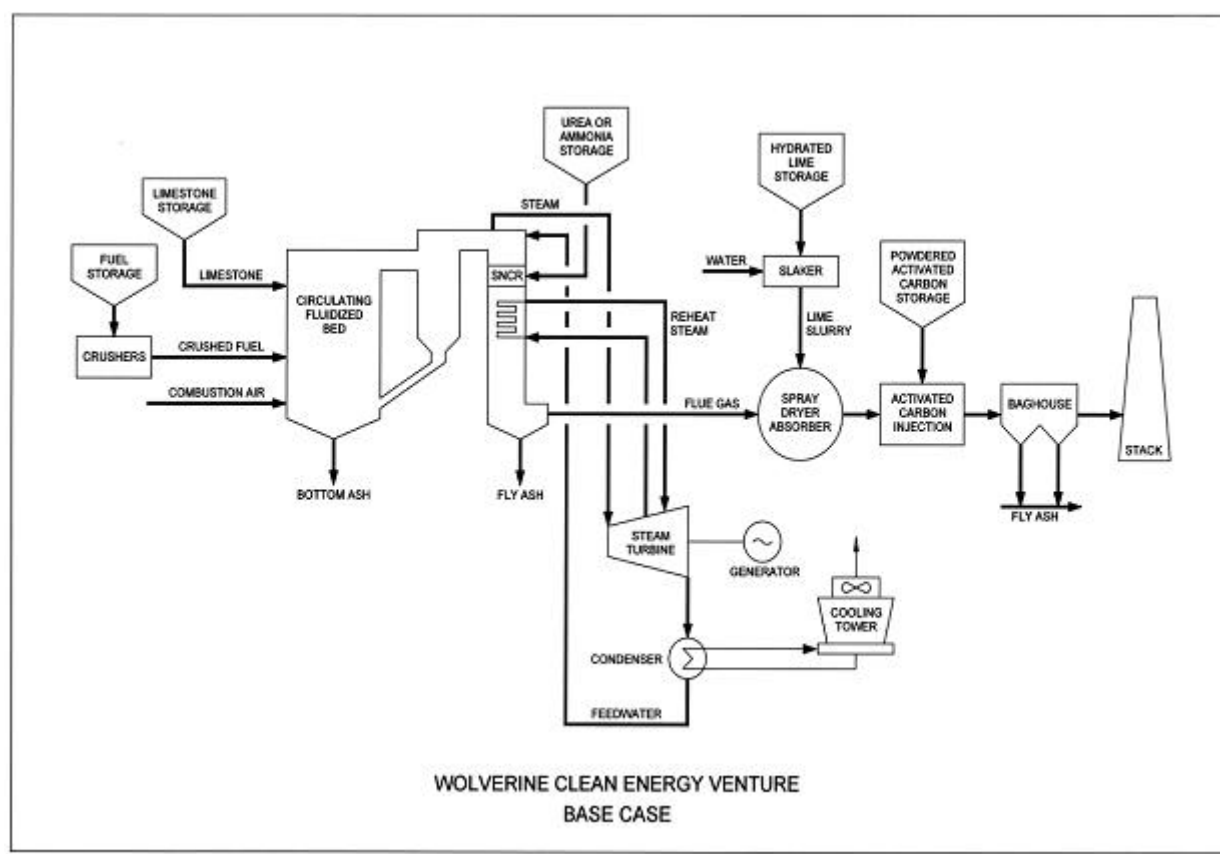 UREA OR
AMMONIA
STORAGE
HYDRATED
LIME
STORAGE
LIMESTONE
STORAGE
STEAM
FUEL
STORAGE
LIMESTONE
SNCR
WATER
SLAKER
POWDERED
ACTIVATED
CARBON
STORAGE
CIRCULATING
FLUIDIZED
BED
REHEAT
STEAM
LIME
SLURRY
CRUSHERS
CRUSHED FUEL
COMBUSTION AIR
FLUE GAS
SPRAY
DRYER
ABSORBER
ACTIVATED
CARBON
INJECTION
BAGHOUSE
STACK
BOTTOM ASH
FLY ASH
FLY ASH
STEAM
TURBINE
GENERATOR
COOLING
TOWER
CONDENSER
FEEDWATER
WOLVERINE CLEAN ENERGY VENTURE
BASE CASE